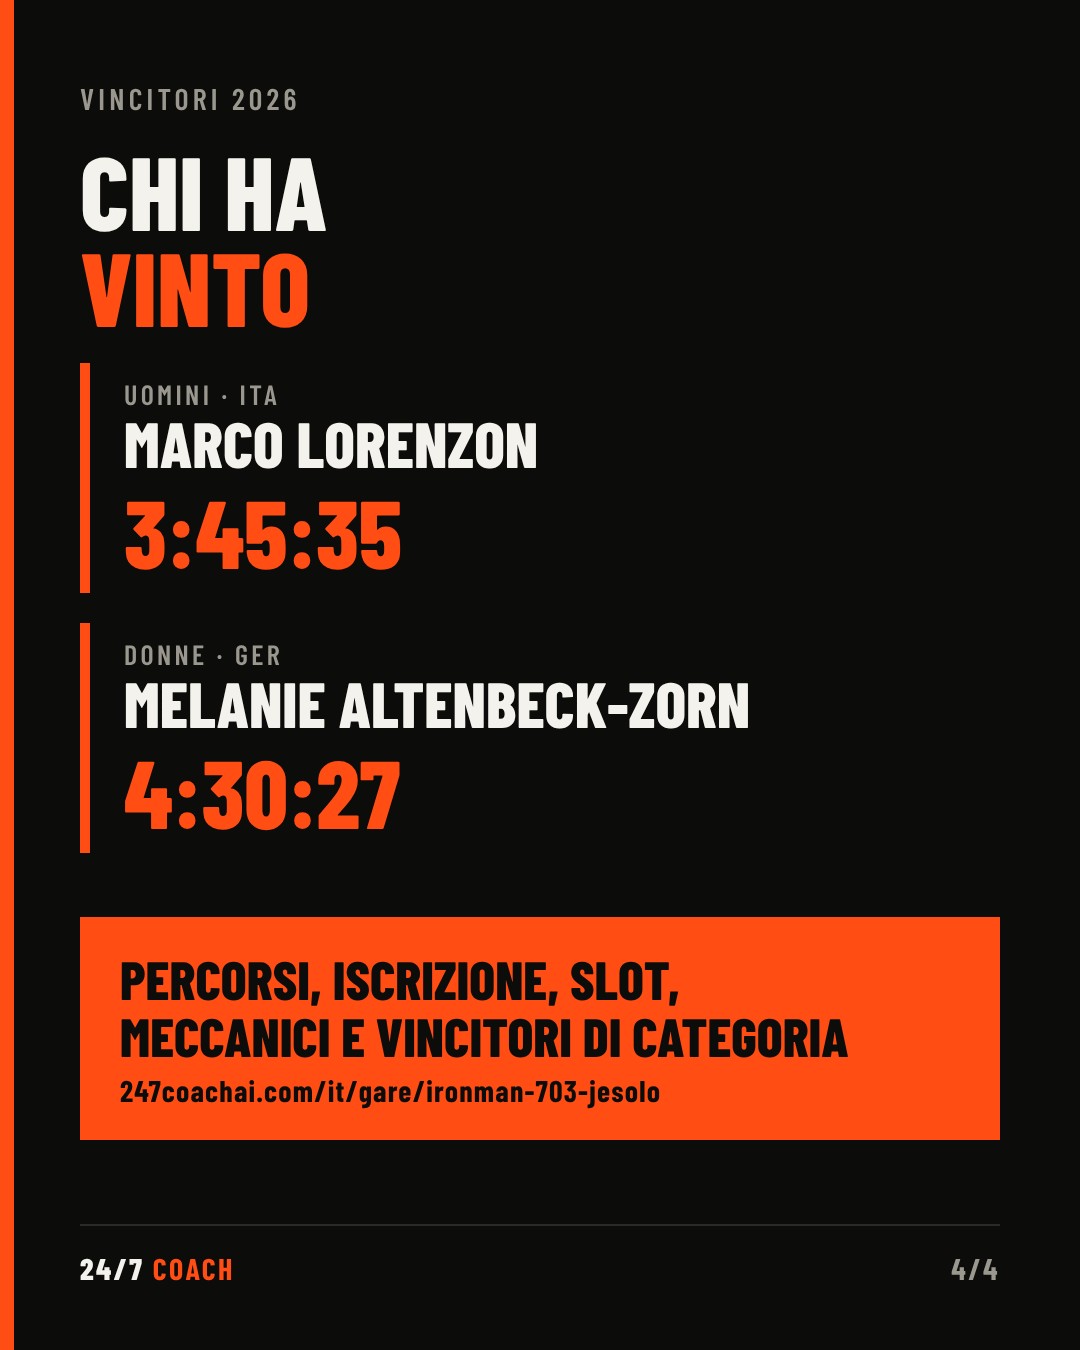 VINCITORI 2026
CHI HA
VINTO
UOMINI · ITA
MARCO LORENZON
3:45:35
DONNE · GER
MELANIE ALTENBECK-ZORN
4:30:27
PERCORSI, ISCRIZIONE, SLOT,
MECCANICI E VINCITORI DI CATEGORIA
247coachai.com/it/gare/ironman-703-jesolo
24/7 COACH
4/4